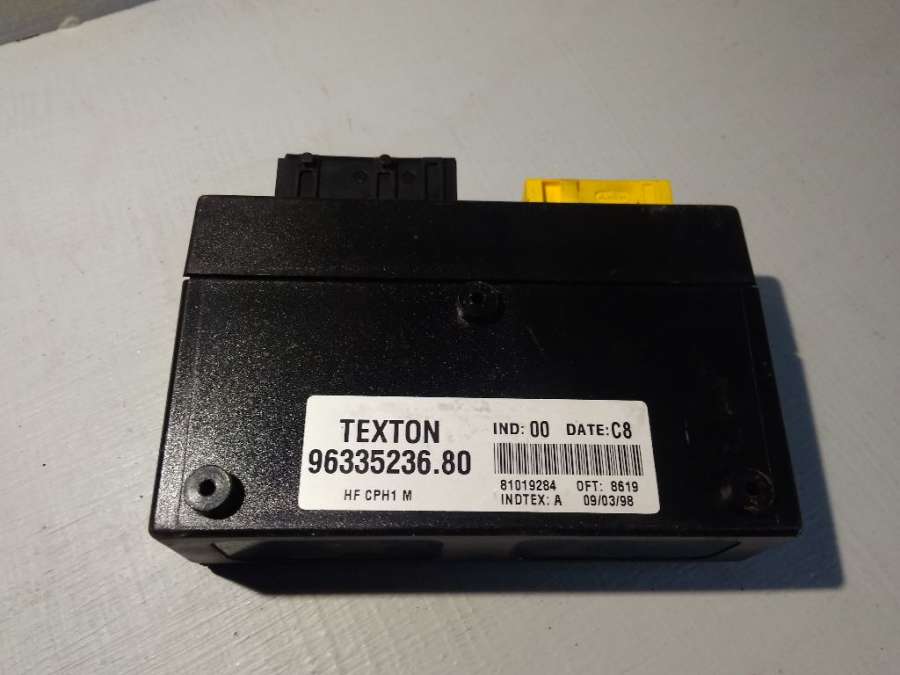 TEXTON
96335236.80
HF CPH1 M
IND: 00 DATE: C8
81019284 OFT: 8619
INDTEX: A 09/03/98